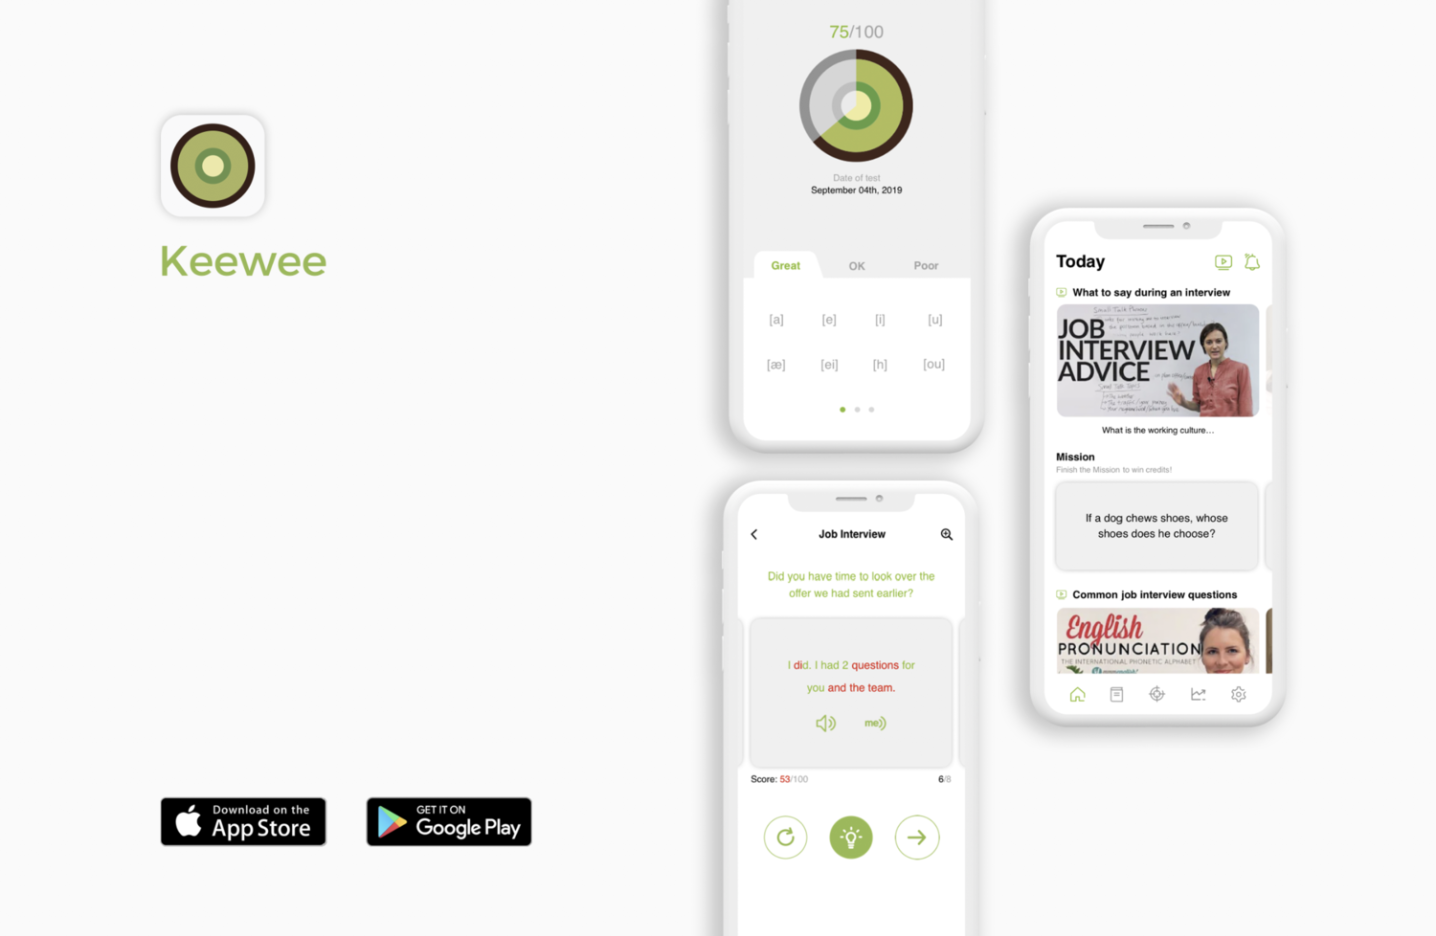 Keewee
Download on the
App Store
GET IT ON
Google Play
75/100
Date of test
September 04th, 2019
Great OK Poor
[a] [e] [i] [u]
[æ] [ei] [h] [ou]
Job Interview
Did you have time to look over the
offer we had sent earlier?
I did. I had 2 questions for
you and the team.
me
Score: 53/100 6/8
Today
What to say during an interview
Small Talk Phrases
JOB
INTERVIEW
ADVICE
What is the working culture...
Mission
Finish the Mission to win credits!
If a dog chews shoes, whose
shoes does he choose?
Common job interview questions
English
PRONUNCIATION
THE INTERNATIONAL PHONETIC ALPHABET